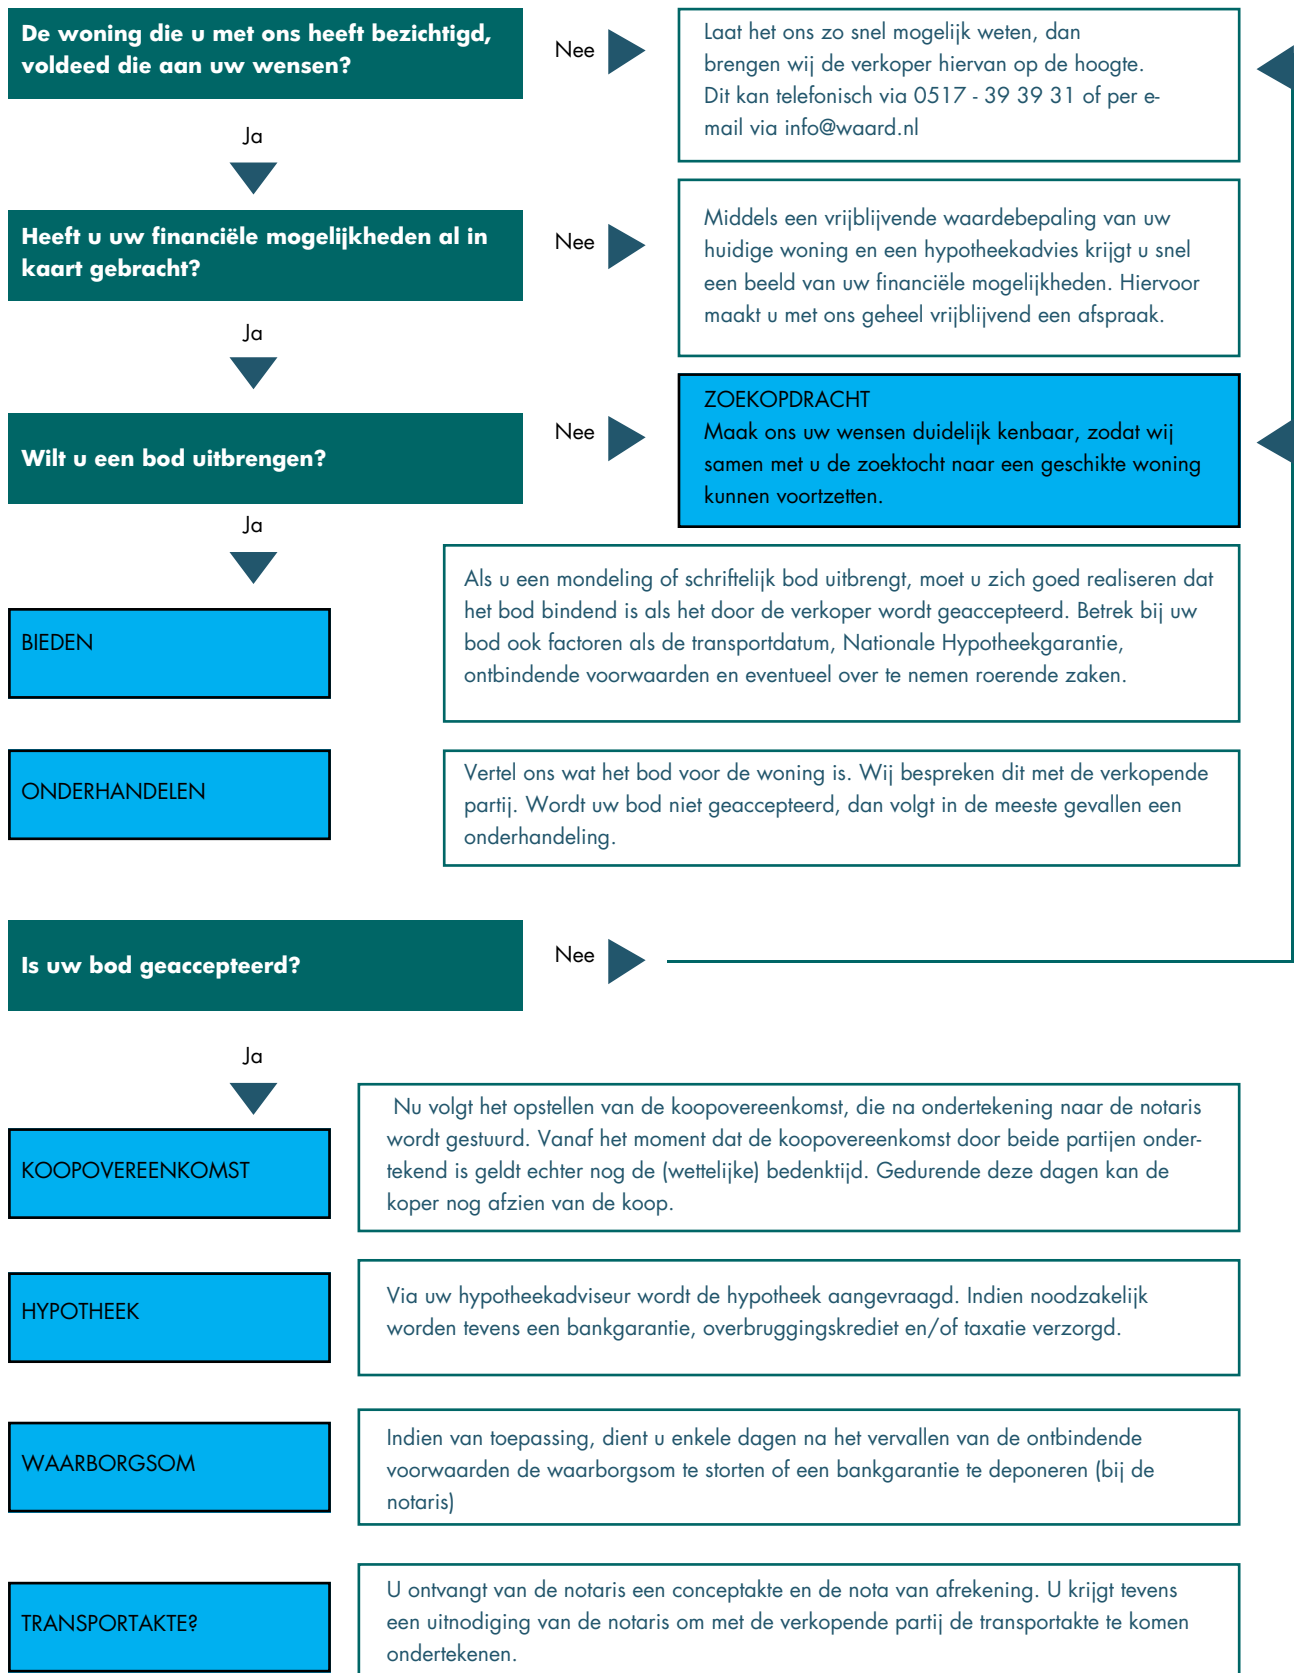 De woning die u met ons heeft bezichtigd,
voldeed die aan uw wensen?
Nee
Laat het ons zo snel mogelijk weten, dan
brengen wij de verkoper hiervan op de hoogte.
Dit kan telefonisch via 0517 - 39 39 31 of per e-
mail via info@waard.nl
Ja
Heeft u uw financiële mogelijkheden al in
kaart gebracht?
Nee
Middels een vrijblijvende waardebepaling van uw
huidige woning en een hypotheekadvies krijgt u snel
een beeld van uw financiële mogelijkheden. Hiervoor
maakt u met ons geheel vrijblijvend een afspraak.
Ja
Wilt u een bod uitbrengen?
Nee
ZOEKOPDRACHT
Maak ons uw wensen duidelijk kenbaar, zodat wij
samen met u de zoektocht naar een geschikte woning
kunnen voortzetten.
Ja
BIEDEN
Als u een mondeling of schriftelijk bod uitbrengt, moet u zich goed realiseren dat
het bod bindend is als het door de verkoper wordt geaccepteerd. Betrek bij uw
bod ook factoren als de transportdatum, Nationale Hypotheekgarantie,
ontbindende voorwaarden en eventueel over te nemen roerende zaken.
ONDERHANDELEN
Vertel ons wat het bod voor de woning is. Wij bespreken dit met de verkopende
partij. Wordt uw bod niet geaccepteerd, dan volgt in de meeste gevallen een
onderhandeling.
Is uw bod geaccepteerd?
Nee
Ja
KOOPOVEREENKOMST
Nu volgt het opstellen van de koopovereenkomst, die na ondertekening naar de notaris
wordt gestuurd. Vanaf het moment dat de koopovereenkomst door beide partijen onder-
tekend is geldt echter nog de (wettelijke) bedenktijd. Gedurende deze dagen kan de
koper nog afzien van de koop.
HYPOTHEEK
Via uw hypotheekadviseur wordt de hypotheek aangevraagd. Indien noodzakelijk
worden tevens een bankgarantie, overbruggingskrediet en/of taxatie verzorgd.
WAARBORGSOM
Indien van toepassing, dient u enkele dagen na het vervallen van de ontbindende
voorwaarden de waarborgsom te storten of een bankgarantie te deponeren (bij de
notaris)
TRANSPORTAKTE?
U ontvangt van de notaris een conceptakte en de nota van afrekening. U krijgt tevens
een uitnodiging van de notaris om met de verkopende partij de transportakte te komen
ondertekenen.